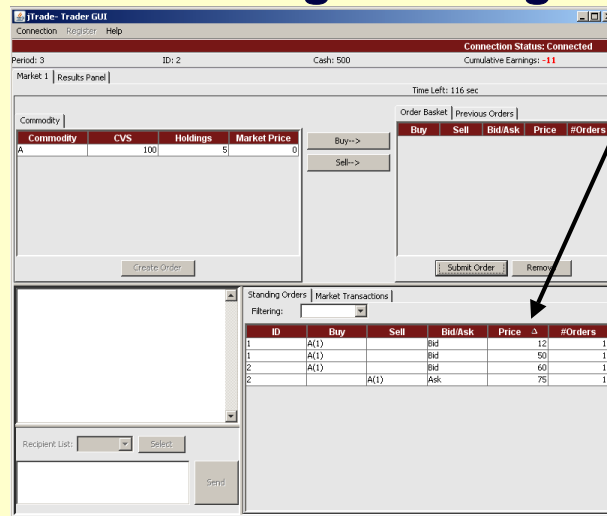 jTrade- Trader GUI
Connection Register Help
Connection Status: Connected
Period: 3 ID: 2 Cash: 500 Cumulative Earnings: -11
Market 1 Results Panel
Time Left: 116 sec
Commodity
Commodity CVS Holdings Market Price
A 100 5 0
Create Order
Buy-->
Sell-->
Order Basket Previous Orders
Buy Sell Bid/Ask Price #Orders
Submit Order Remove
Standing Orders Market Transactions
Filtering:
ID Buy Sell Bid/Ask Price #Orders
1 A(1) Bid 12 1
1 A(1) Bid 50 1
2 A(1) Bid 60 1
2 A(1) Ask 75 1
Recipient List: Select
Send